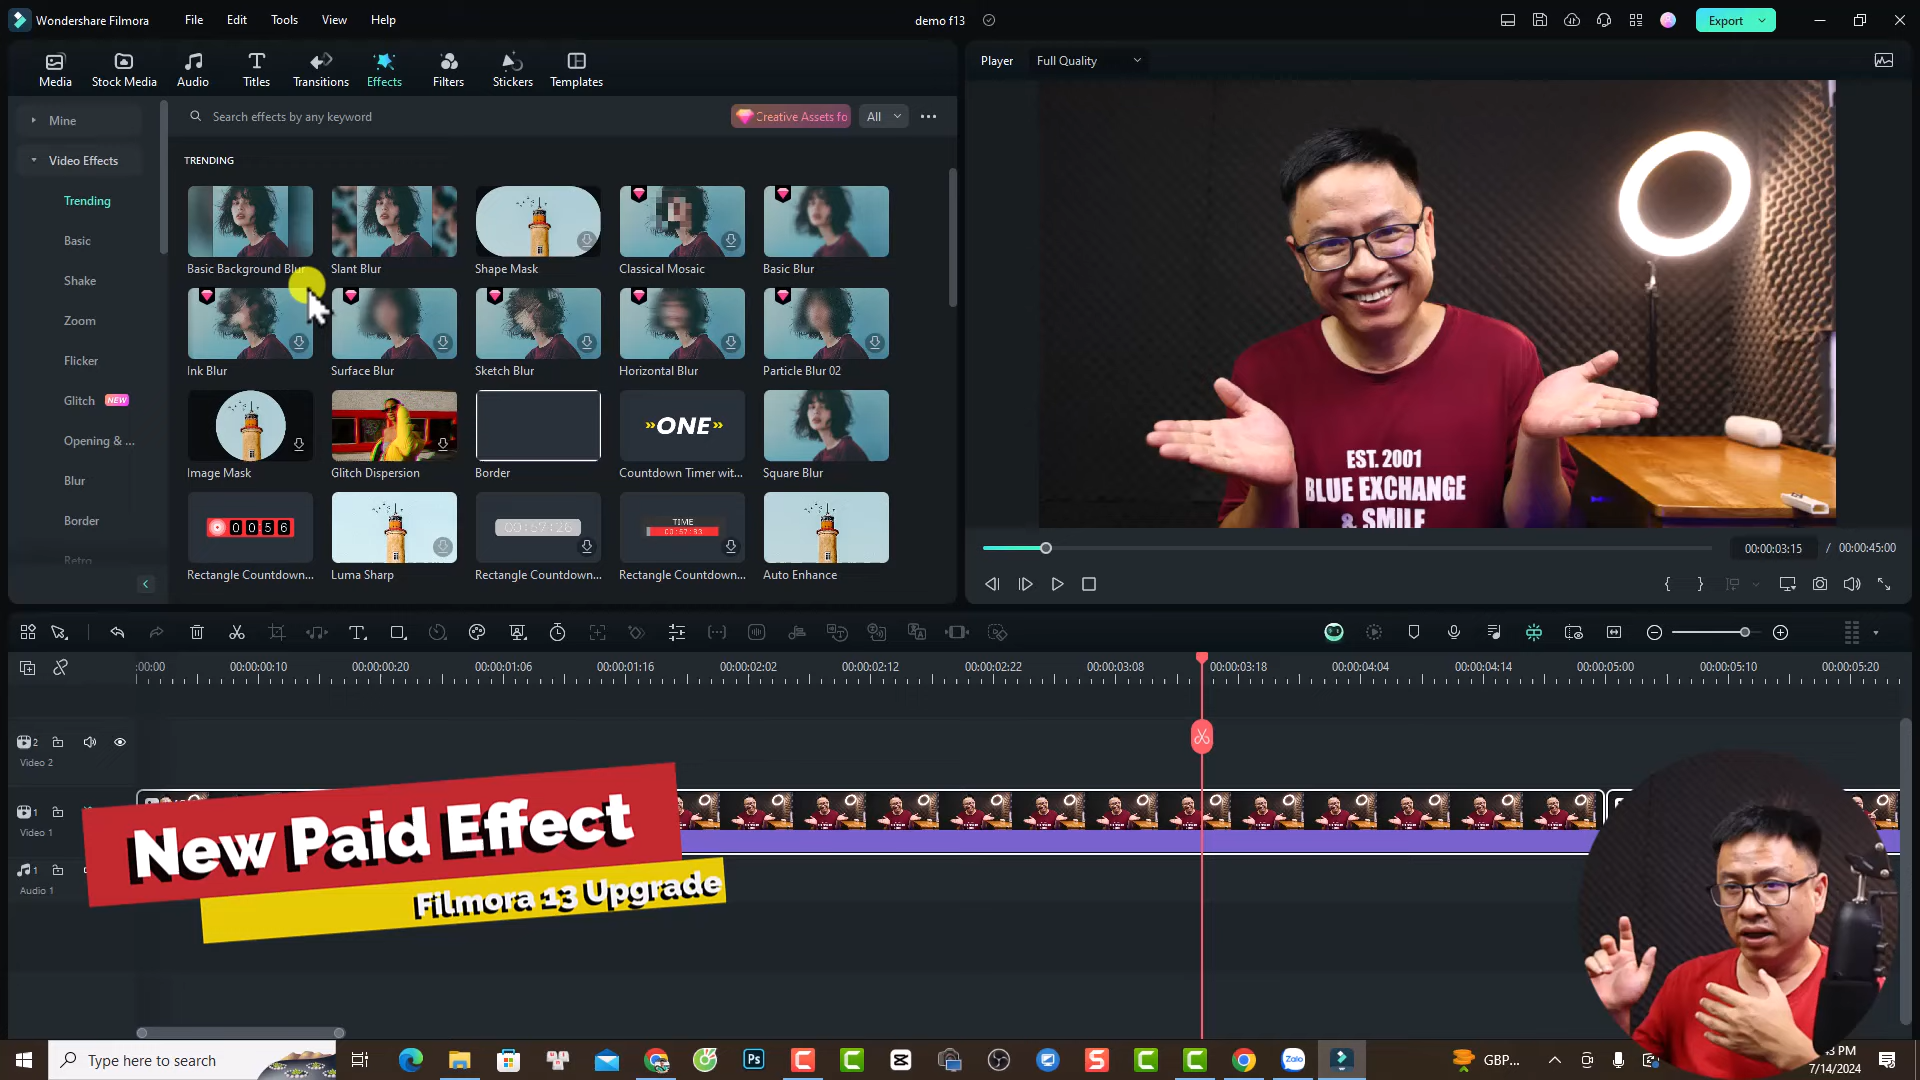 Wondershare Filmora File Edit Tools View Help demo f13 Export
Media Stock Media Audio Titles Transitions Effects Filters Stickers Templates
Player Full Quality
Mine
Search effects by any keyword Creative Assets fo All
Video Effects
Trending
Basic
Shake
Zoom
Flicker
Glitch NEW
Opening & ...
Blur
Border
Retro
TRENDING
Basic Background Blur Slant Blur Shape Mask Classical Mosaic Basic Blur
Ink Blur Surface Blur Sketch Blur Horizontal Blur Particle Blur 02
»ONE»
Image Mask Glitch Dispersion Border Countdown Timer wit... Square Blur
0 0 5 6
TIME
Rectangle Countdown... Luma Sharp Rectangle Countdown... Rectangle Countdown... Auto Enhance
EST. 2001
BLUE EXCHANGE
& SMILE
00:00:03:15 / 00:00:45:00
:00:00 00:00:00:10 00:00:00:20 00:00:01:06 00:00:01:16 00:00:02:02 00:00:02:12 00:00:02:22 00:00:03:08 00:00:03:18 00:00:04:04 00:00:04:14 00:00:05:00 00:00:05:10 00:00:05:20
2
Video 2
1
Video 1
1
Audio 1
New Paid Effect
Filmora 13 Upgrade
Type here to search
Ps
Zalo
GBP...
PM
7/14/2024